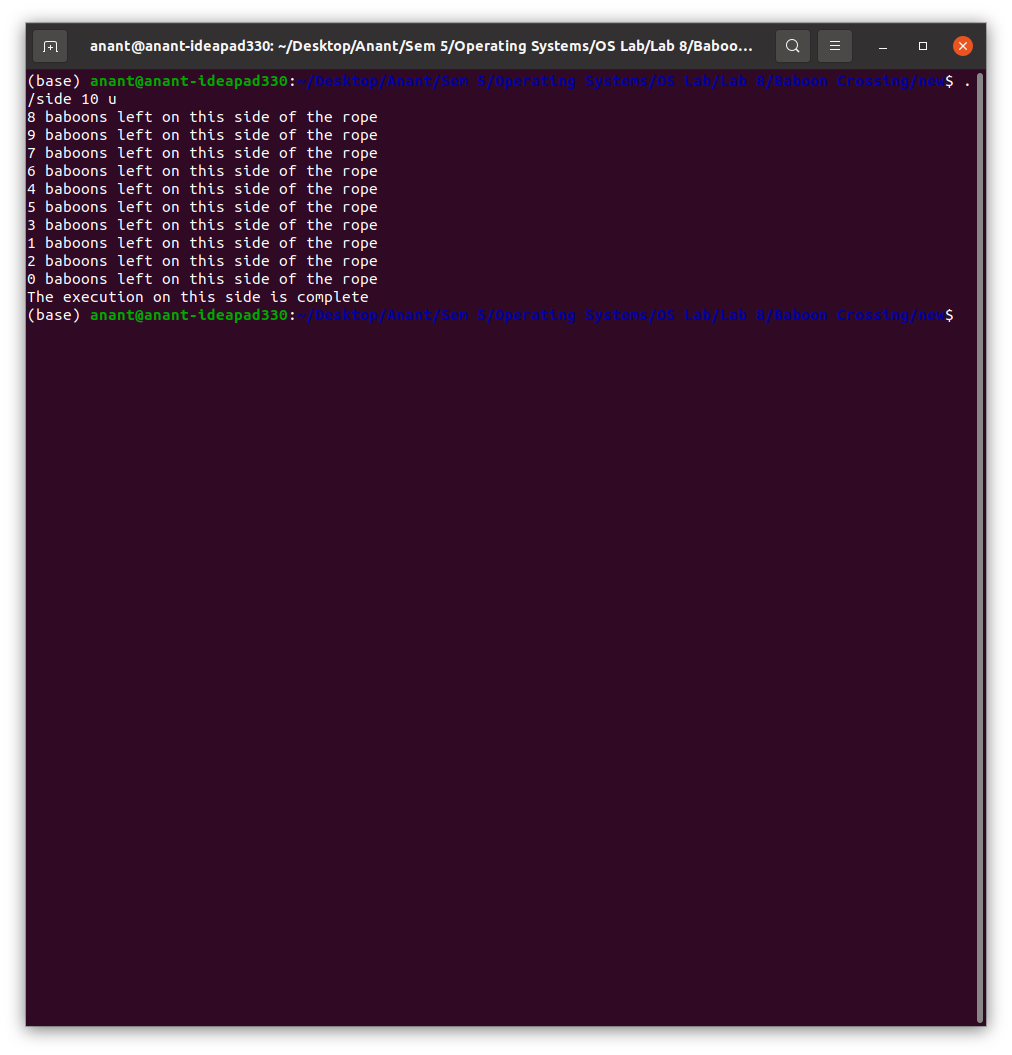 anant@anant-ideapad330: ~/Desktop/Anant/Sem 5/Operating Systems/OS Lab/Lab 8/Baboo...
(base) anant@anant-ideapad330:~/Desktop/Anant/Sem 5/Operating Systems/OS Lab/Lab 8/Baboon Crossing/new$ .
/side 10 u
8 baboons left on this side of the rope
9 baboons left on this side of the rope
7 baboons left on this side of the rope
6 baboons left on this side of the rope
4 baboons left on this side of the rope
5 baboons left on this side of the rope
3 baboons left on this side of the rope
1 baboons left on this side of the rope
2 baboons left on this side of the rope
0 baboons left on this side of the rope
The execution on this side is complete
(base) anant@anant-ideapad330:~/Desktop/Anant/Sem 5/Operating Systems/OS Lab/Lab 8/Baboon Crossing/new$